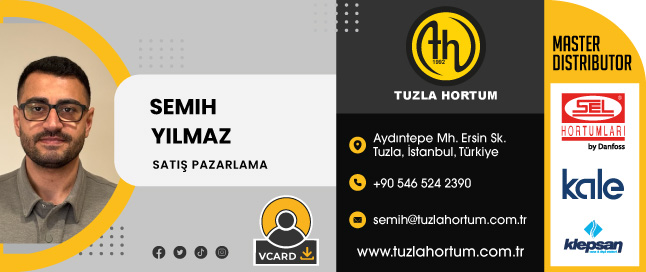 SEMIH
YILMAZ
SATIŞ PAZARLAMA
VCARD
th
1992
TUZLA HORTUM
Aydıntepe Mh. Ersin Sk.
Tuzla, İstanbul, Türkiye
+90 546 524 2390
semih@tuzlahortum.com.tr
www.tuzlahortum.com.tr
MASTER
DISTRIBUTOR
SEL
HORTUMLARI
by Danfoss
kale
klepsan